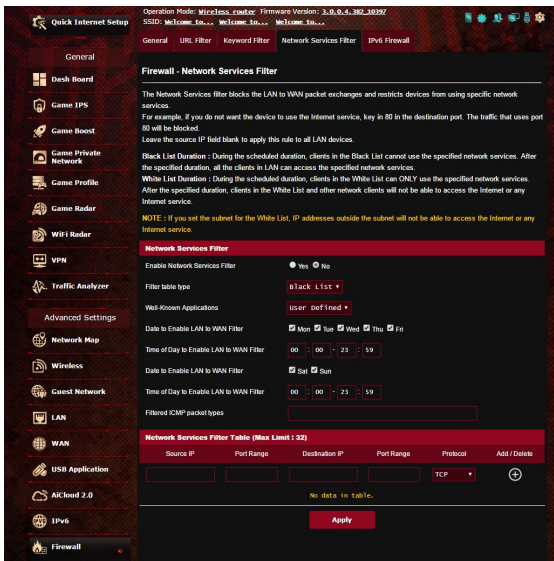 Quick Internet Setup
Operation Mode: Wireless router Firmware Version: 3.0.0.4.382_10397
SSID: Welcome to... Welcome to... Welcome to...
General URL Filter Keyword Filter Network Services Filter IPv6 Firewall
General
Dash Board
Game IPS
Game Boost
Game Private
Network
Game Profile
Game Radar
WiFi Radar
VPN
Traffic Analyzer
Advanced Settings
Network Map
Wireless
Guest Network
LAN
WAN
USB Application
AiCloud 2.0
IPv6
Firewall
Firewall - Network Services Filter
The Network Services filter blocks the LAN to WAN packet exchanges and restricts devices from using specific network
services.
For example, if you do not want the device to use the Internet service, key in 80 in the destination port. The traffic that uses port
80 will be blocked.
Leave the source IP field blank to apply this rule to all LAN devices.
Black List Duration : During the scheduled duration, clients in the Black List cannot use the specified network services. After
the specified duration, all the clients in LAN can access the specified network services.
White List Duration : During the scheduled duration, clients in the White List can ONLY use the specified network services.
After the specified duration, clients in the White List and other network clients will not be able to access the Internet or any
Internet service.
NOTE : If you set the subnet for the White List, IP addresses outside the subnet will not be able to access the Internet or any
Internet service.
Network Services Filter
Enable Network Services Filter Yes No
Filter table type Black List
Well-Known Applications User Defined
Date to Enable LAN to WAN Filter Mon Tue Wed Thu Fri
Time of Day to Enable LAN to WAN Filter 00 : 00 - 23 : 59
Date to Enable LAN to WAN Filter Sat Sun
Time of Day to Enable LAN to WAN Filter 00 : 00 - 23 : 59
Filtered ICMP packet types
Network Services Filter Table (Max Limit : 32)
Source IP Port Range Destination IP Port Range Protocol Add / Delete
TCP
No data in table.
Apply